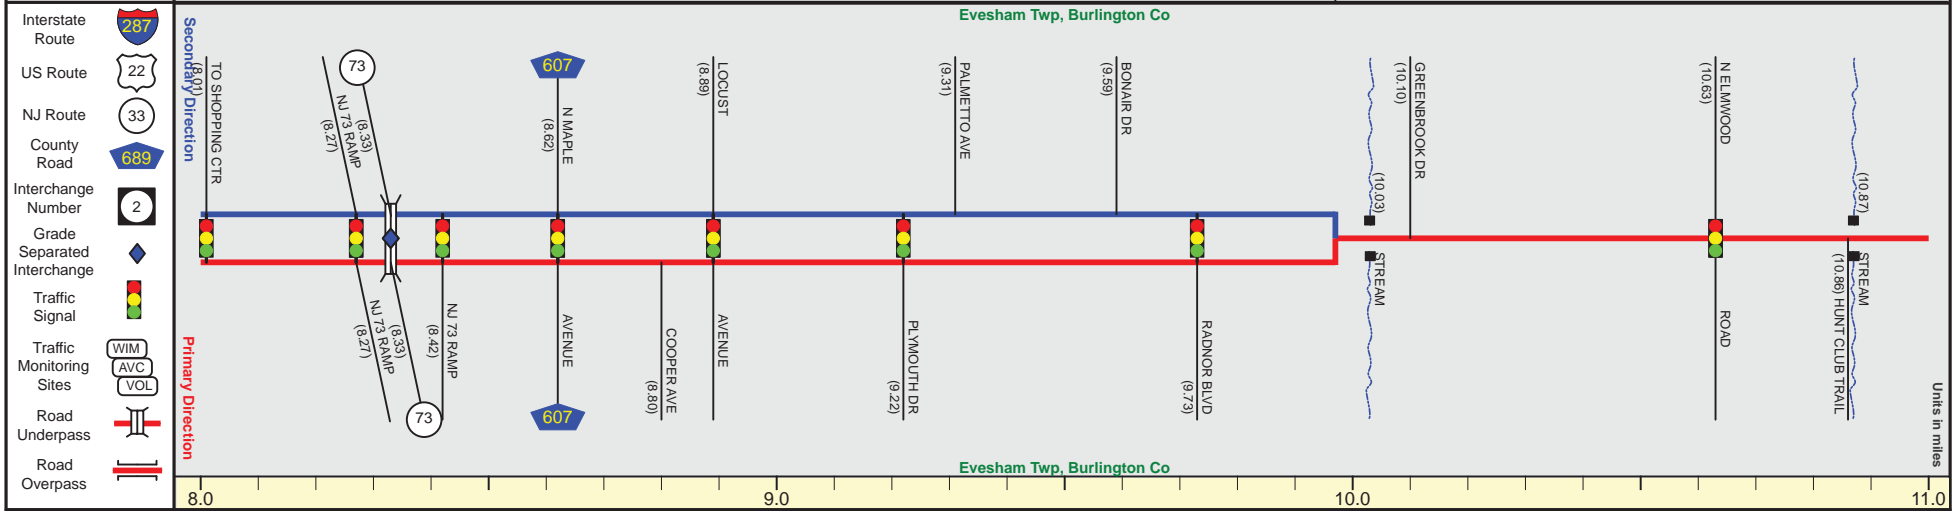 Interstate
Route
287
US Route
22
NJ Route
33
County
Road
689
Interchange
Number
2
Grade
Separated
Interchange
Traffic
Signal
Traffic
Monitoring
Sites
WIM
AVC
VOL
Road
Underpass
Road
Overpass
Secondary Direction
Primary Direction
Evesham Twp, Burlington Co
TO SHOPPING CTR
(8.01)
NJ 73 RAMP
(8.27)
73
(8.33)
607
N MAPLE
(8.62)
LOCUST
(8.89)
PALMETTO AVE
(9.31)
BONAIR DR
(9.59)
(10.03)
GREENBROOK DR
(10.10)
N ELMWOOD
(10.63)
(10.87)
NJ 73 RAMP
(8.27)
(8.33)
73
NJ 73 RAMP
(8.42)
AVENUE
607
COOPER AVE
(8.80)
AVENUE
PLYMOUTH DR
(9.22)
RADNOR BLVD
(9.73)
STREAM
ROAD
(10.86) HUNT CLUB TRAIL
STREAM
Units in miles
Evesham Twp, Burlington Co
8.0
9.0
10.0
11.0